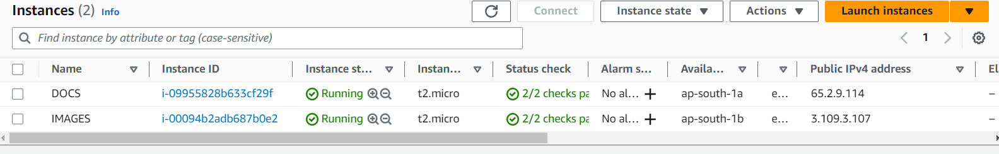 Instances (2) Info Connect Instance state Actions Launch instances
Find instance by attribute or tag (case-sensitive) 1
Name Instance ID Instance st... Instan... Status check Alarm s... Availa... Public IPv4 address El
DOCS i-09955828b633cf29f Running t2.micro 2/2 checks pa No al... + ap-south-1a e... 65.2.9.114 –
IMAGES i-00094b2adb687b0e2 Running t2.micro 2/2 checks pa No al... + ap-south-1b e... 3.109.3.107 –